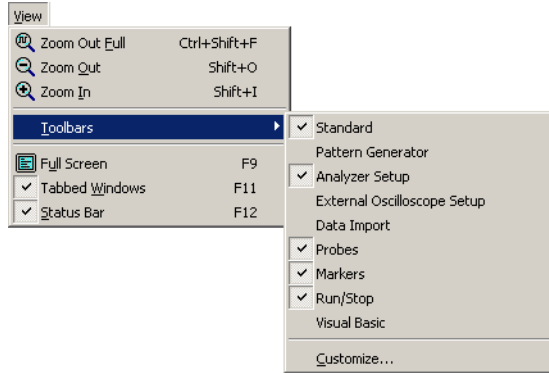 View
Zoom Out Full Ctrl+Shift+F
Zoom Out Shift+O
Zoom In Shift+I
Toolbars
Full Screen F9
Tabbed Windows F11
Status Bar F12
Standard
Pattern Generator
Analyzer Setup
External Oscilloscope Setup
Data Import
Probes
Markers
Run/Stop
Visual Basic
Customize...